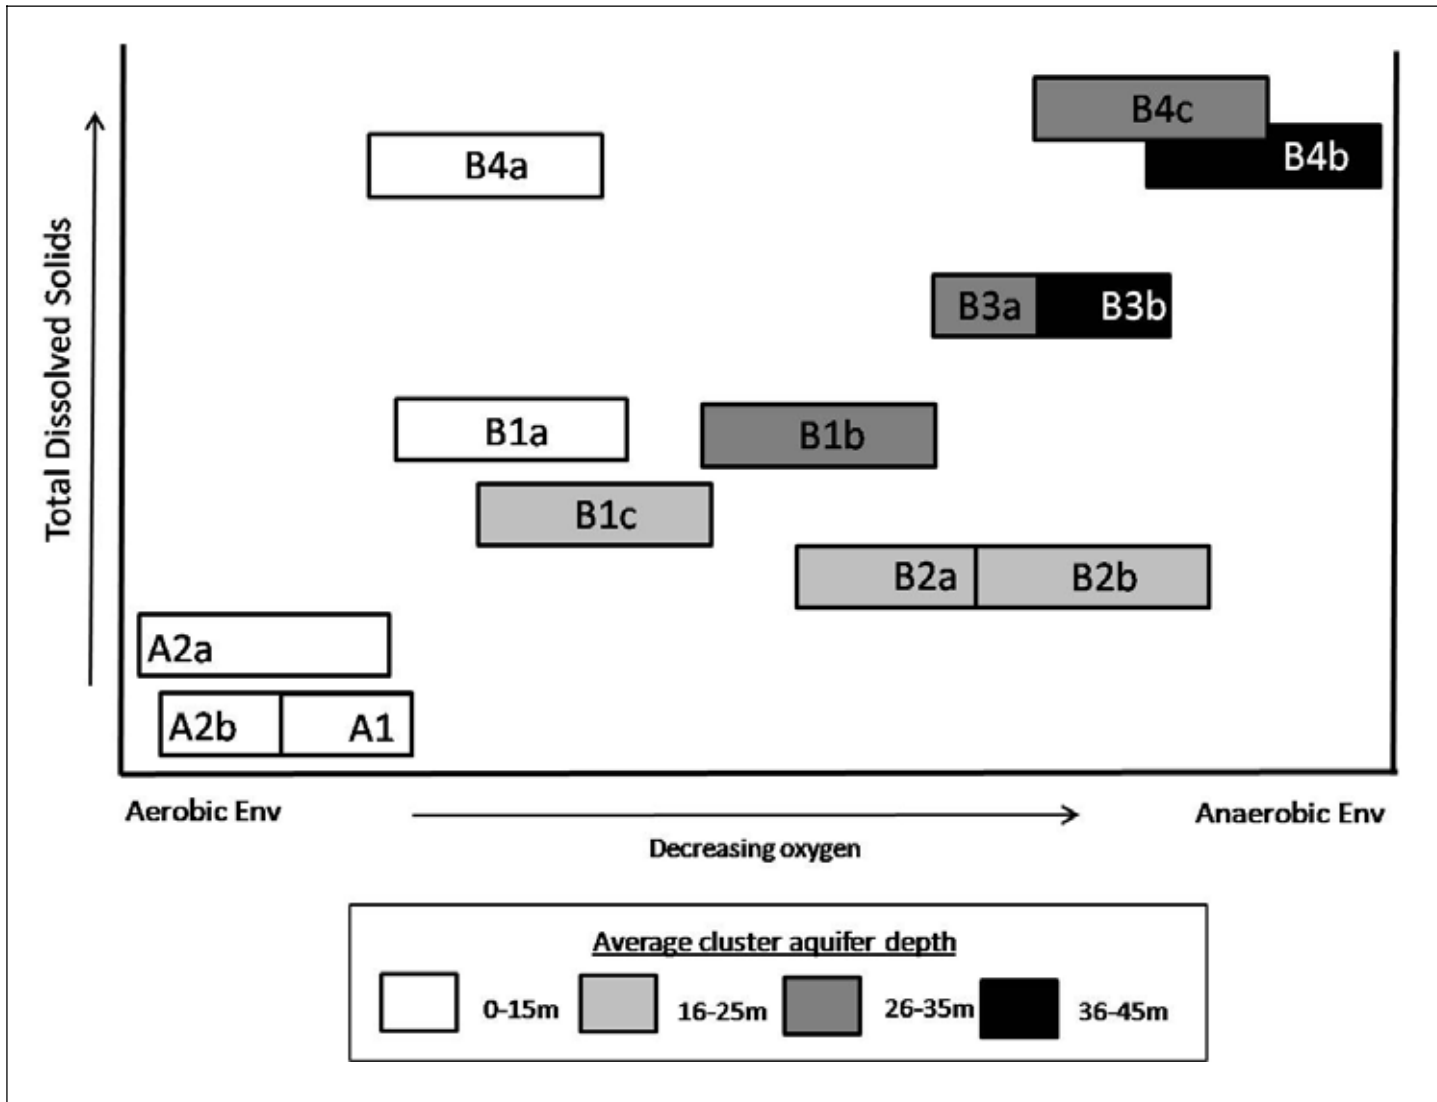 Total Dissolved Solids
B4c
B4b
B4a
B3a
B3b
B1a
B1b
B1c
B2a
B2b
A2a
A2b
A1
Aerobic Env
Anaerobic Env
Decreasing oxygen
Average cluster aquifer depth
0-15m
16-25m
26-35m
36-45m